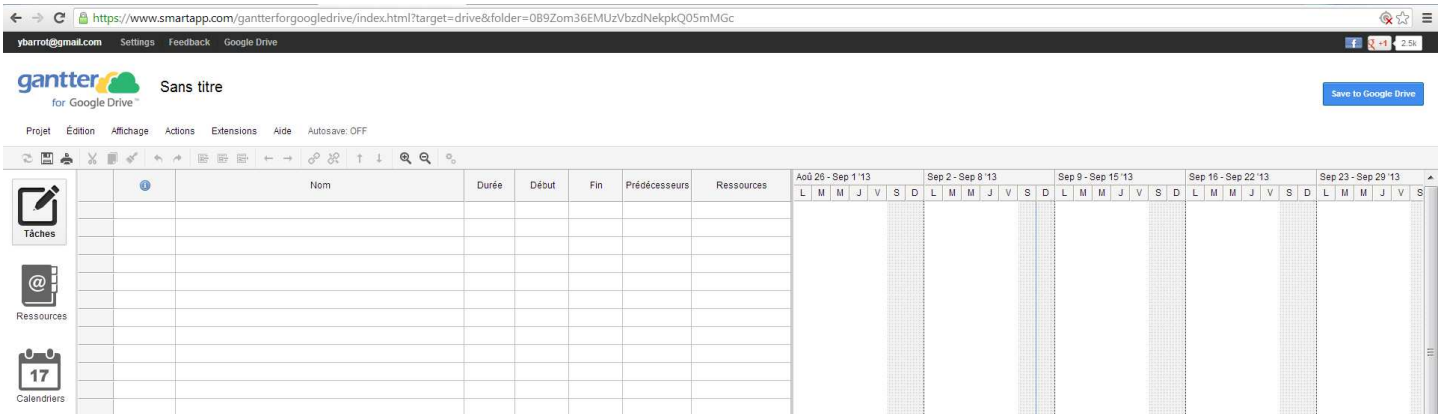 https://www.smartapp.com/gantterforgoogledrive/index.html?target=drive&folder=0B9Zom36EMUzVbzdNekpkQ05mMGc
ybarrot@gmail.com Settings Feedback Google Drive f +1 2.5k
gantter Sans titre
for Google Drive™ Save to Google Drive
Projet Édition Affichage Actions Extensions Aide Autosave: OFF
Nom Durée Début Fin Prédécesseurs Ressources
Aoû 26 - Sep 1 '13 Sep 2 - Sep 8 '13 Sep 9 - Sep 15 '13 Sep 16 - Sep 22 '13 Sep 23 - Sep 29 '13
L M M J V S D L M M J V S D L M M J V S D L M M J V S D L M M J V S
Tâches
@
Ressources
17
Calendriers